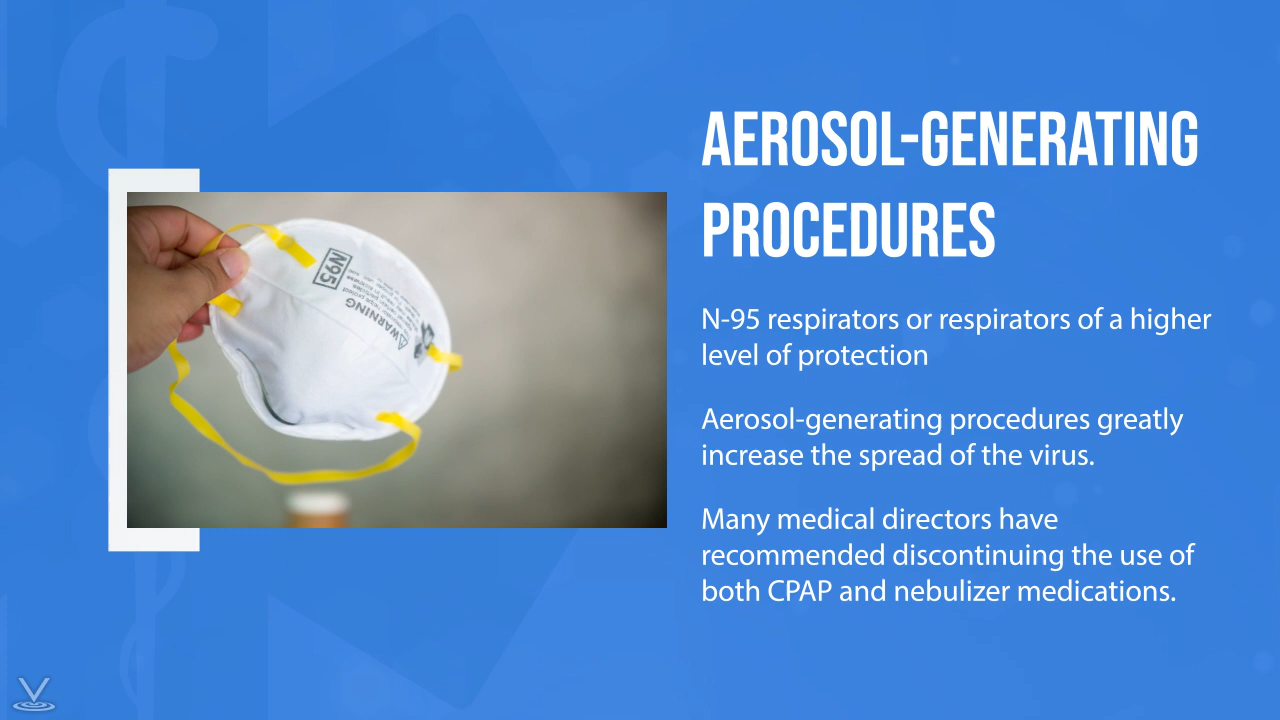 AEROSOL-GENERATING
PROCEDURES
N-95 respirators or respirators of a higher
level of protection
Aerosol-generating procedures greatly
increase the spread of the virus.
Many medical directors have
recommended discontinuing the use of
both CPAP and nebulizer medications.
N95
WARNING